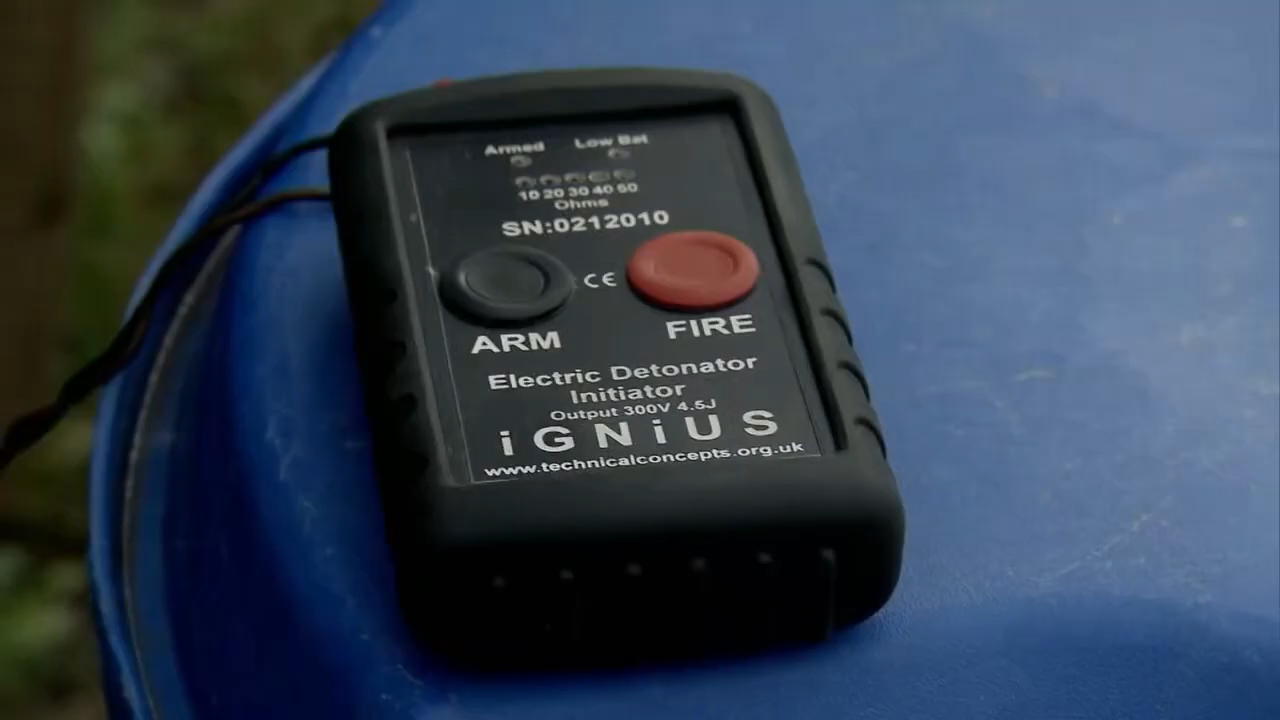 Armed Low Bat
10 20 30 40 50
Ohms
SN:0212010
CE
ARM FIRE
Electric Detonator
Initiator
Output 300V 4.5J
iGNiUS
www.technicalconcepts.org.uk